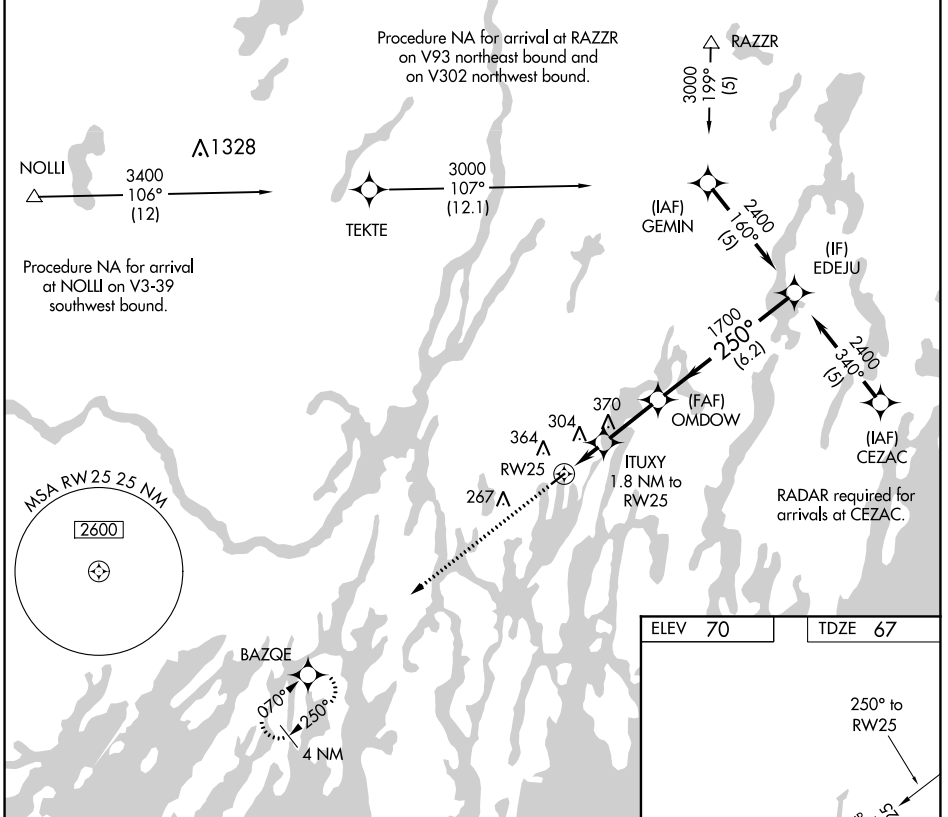 Procedure NA for arrival at RAZZR
on V93 northeast bound and
on V302 northwest bound.
RAZZR
3000
199°
(5)
1328
NOLLI
3400
106°
(12)
3000
107°
(12.1)
TEKTE
(IAF)
GEMIN
2400
160°
(5)
(IF)
EDEJU
Procedure NA for arrival
at NOLLI on V3-39
southwest bound.
1700
250°
(6.2)
2400
340°
(5)
(FAF)
OMDOW
370
304
364
RW25
267
ITUXY
1.8 NM to
RW25
(IAF)
CEZAC
RADAR required for
arrivals at CEZAC.
MSA RW 25 25 NM
2600
BAZQE
070°
250°
4 NM
ELEV 70
TDZE 67
250° to
RW25